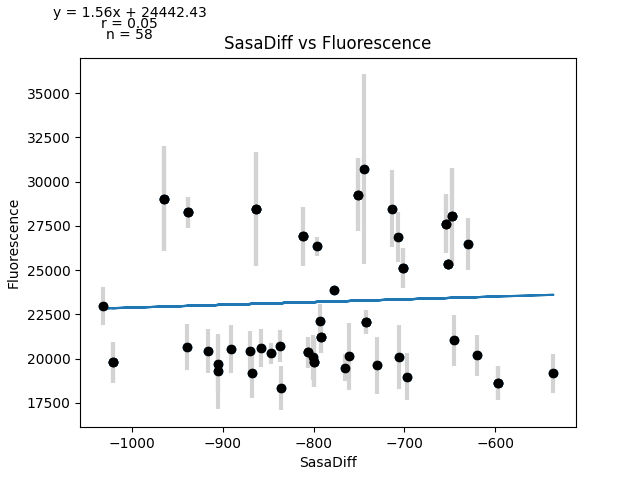 y = 1.56x + 24442.43
r = 0.05
n = 58
SasaDiff vs Fluorescence
Fluorescence
35000
32500
30000
27500
25000
22500
20000
17500
−1000
−900
−800
−700
−600
SasaDiff